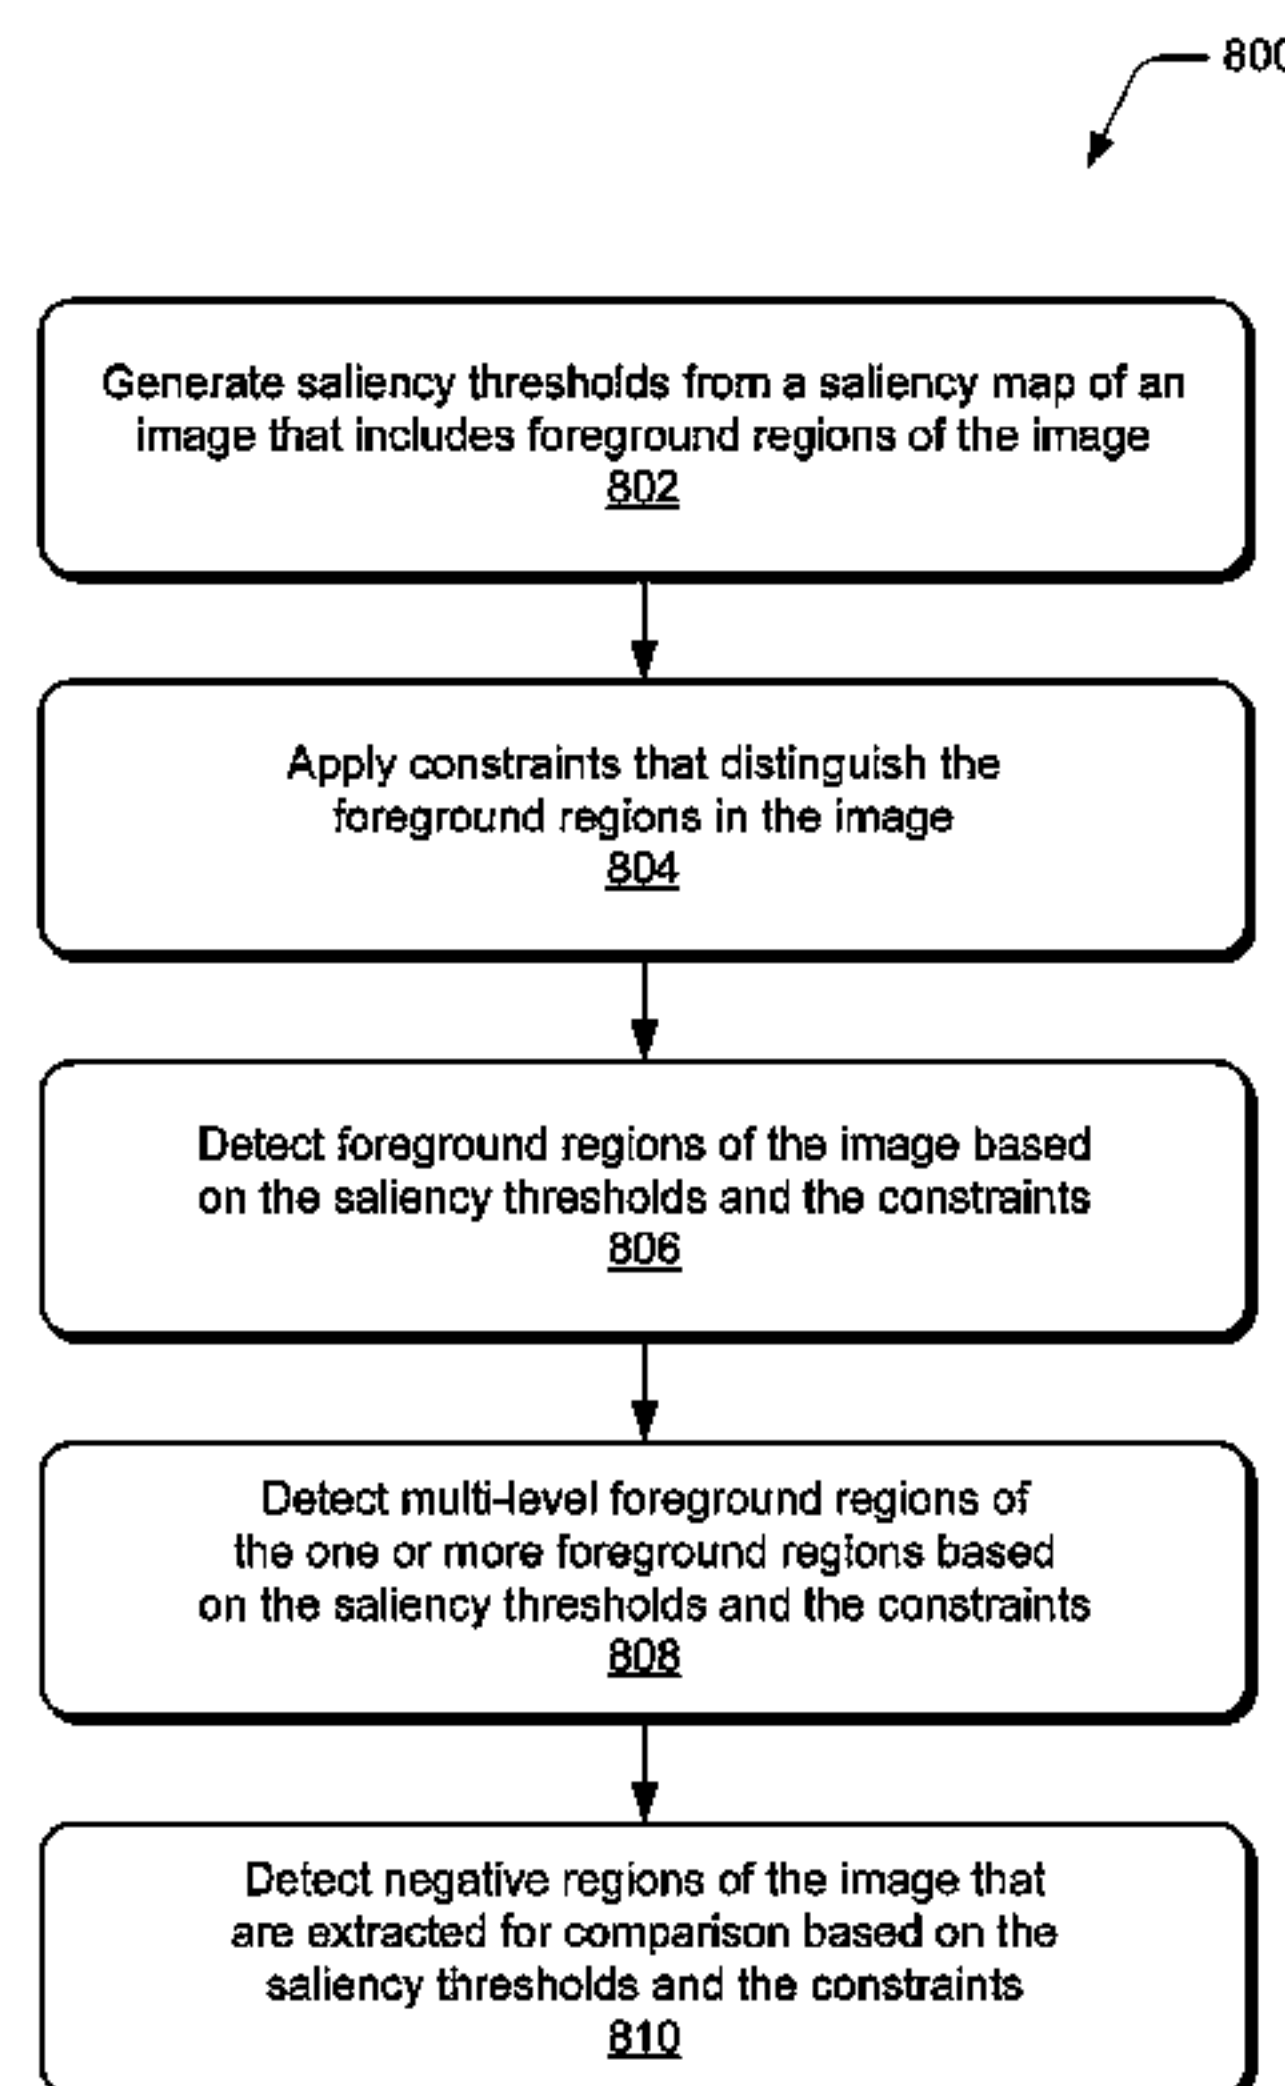 800
Generate saliency thresholds from a saliency map of an
image that includes foreground regions of the image
802
Apply constraints that distinguish the
foreground regions in the image
804
Detect foreground regions of the image based
on the saliency thresholds and the constraints
806
Detect multi-level foreground regions of
the one or more foreground regions based
on the saliency thresholds and the constraints
808
Detect negative regions of the image that
are extracted for comparison based on the
saliency thresholds and the constraints
810